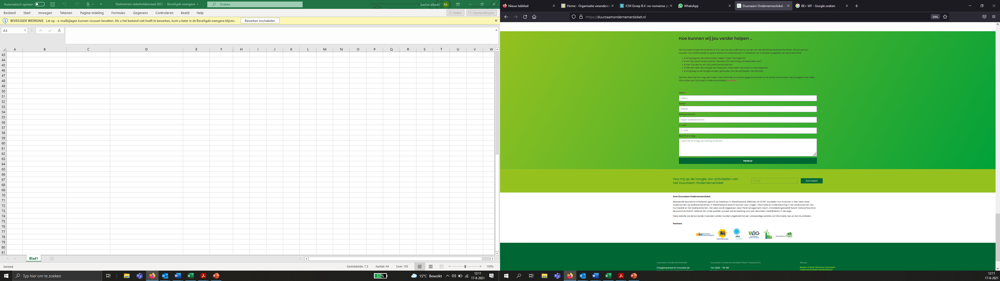 Automatisch opslaan
Deelnemers stakeholdersraad 2021 - Beveiligde weergave
Zoeken
bashar albadri BA
Bestand Start Invoegen Tekenen Pagina-indeling Formules Gegevens Controleren Beeld Help
Delen Opmerkingen
BEVEILIGDE WEERGAVE Let op - e-mailbijlagen kunnen virussen bevatten. Als u het bestand niet hoeft te bewerken, kunt u beter in de Beveiligde weergave blijven. Bewerken inschakelen
A3 fx
A B C D E F H I J K L M N O P Q R S T U V W
43
44
45
46
47
48
49
50
51
52
53
54
55
56
57
58
59
60
61
62
63
64
65
66
67
68
69
70
71
72
73
74
75
76
77
78
79
80
81
Blad1
Gereed
Gemiddelde: 7,5 Aantal: 44 Som: 105 100%
Typ hier om te zoeken
57%
15°C Bewolkt
12:11
17-8-2021
Nieuw tabblad
Home - Organisatie veranderen
ICM Groep B.V. no-nonsense pe
WhatsApp
Duurzaam Ondernemersloket -
BE+ WF - Google zoeken
https://duurzaamondernemersloket.nl
50%
Hoe kunnen wij jou verder helpen ..
Het Duurzaamondernemersloket.nl is er voor jou als ondernemer op een van de Westfriese Bedrijventerreinen. Wij kunnen jou
voorzien van onafhankelijk en gratis advies en ondersteunen in initiatieven en innovatie op gebied van duurzaamheid.
• Ik wil graag een duurzame start maken, maar hoe begin ik?
• Ik wil mijn pand verduurzamen (isolatie, LED verlichting, zonnepanelen etc.)
• Ik ben huurder en wil mijn pand verduurzamen
• Ik heb een idee dat energie kan besparen maar weet niet waar ik moet beginnen
• Ik wil graag op de hoogte worden gehouden van de activiteiten van dit loket
Dat kan allemaal (en nog veel meer). Laat hieronder je contact gegevens achter en er wordt snel contact met je opgenomen. Meer
informatie over Duurzaam Ondernemersloket
Naam*
Naam
Bedrijf*
Bedrijf
Bedrijventerrein*
Naam bedrijventerrein
E-mail*
E-mail
Bericht of vraag
Type hier je vraag, opmerking of bericht
Verstuur
Hou mij op de hoogte van activiteiten van
het Duurzaam Ondernemerloket
E-mail
Aanmelden
Over Duurzaam Ondernemersloket
Bestaande duurzame initiatieven gericht op bedrijven in Westfriesland, WBGroen en ECWF, bundelen hun krachten in één loket waar
ondernemers op bedrijventerreinen in Westfriesland terecht kunnen voor vragen, informatie en ondersteuning in het verduurzamen van
hun bedrijf en het bedrijventerrein. Het loket wordt bijgestaan door Parkmanagement Hoorn, Ontwikkelingsbedrijf Noord-Holland Noord en
de provincie Noord-Holland. Een uniek publiek-privaat samenwerking voor een duurzaam bedrijfsleven in de regio.
Deze website zal de komende maanden verder worden uitgebreid tot een volwaardige website vol informatie, tips en kennis artikelen.
Partners
Provincie
Noord-Holland
WESTFRIESLAND
nhn
WBG
Parkmanagement Hoorn
Duurzaam Ondernemersloket
Energieneutraal en Innovatie de
Duurzaam Ondernemersloket West-Friesland B.V.
Tel.: 0229 - 714 310
Nieuws
Bashar Al Badri directeur Duurzaam
ondernemersloket Westfriesland
12:11
17-8-2021